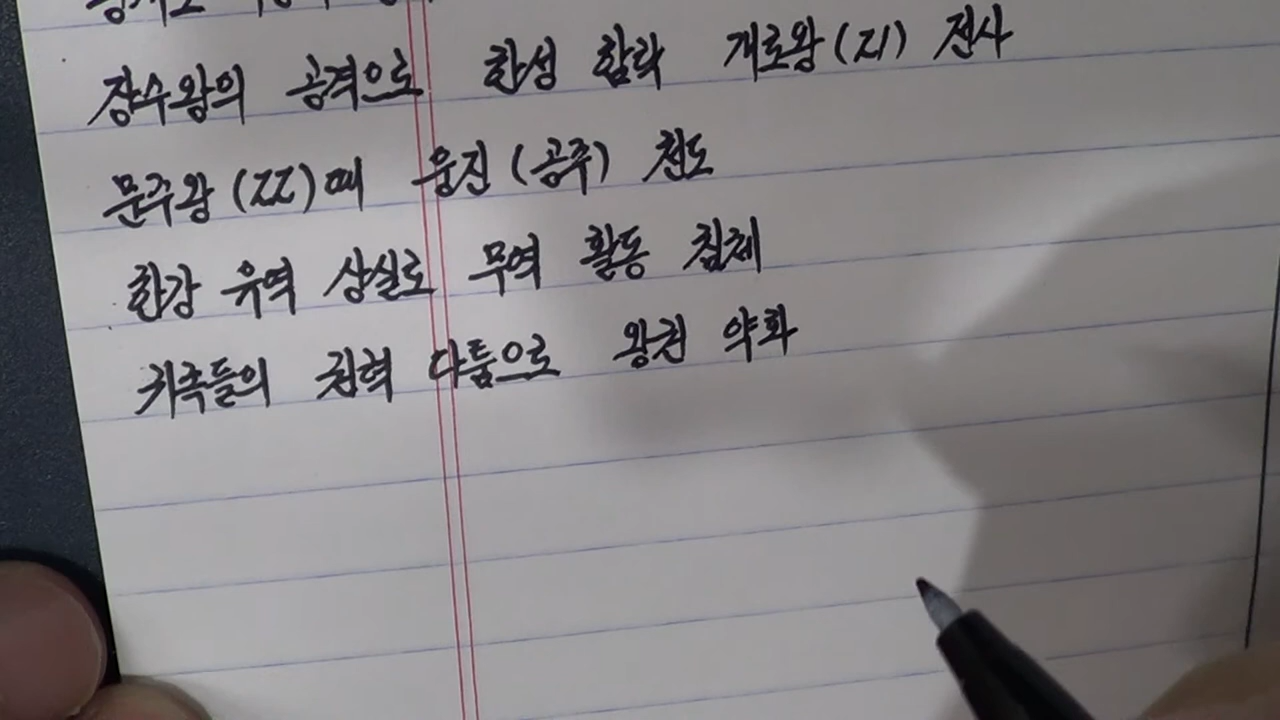 장수왕의 공격으로 한성 함락 개로왕(21) 전사
문주왕(22)때 웅진(공주) 천도
한강 유역 상실로 무역 활동 침체
귀족들의 권력 다툼으로 왕권 약화